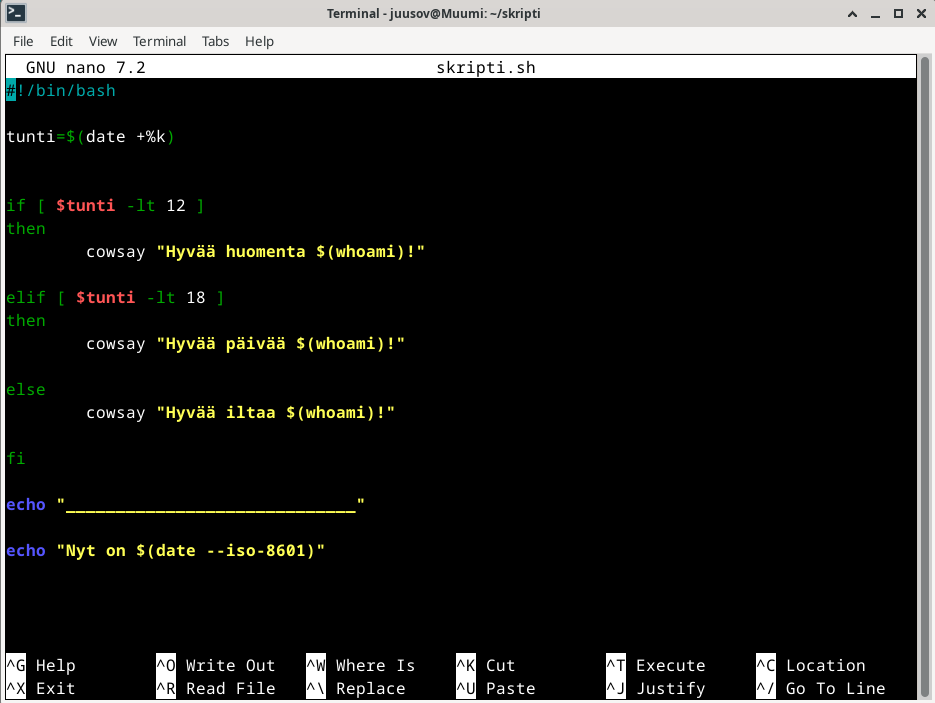 Terminal - juusov@Muumi: ~/skripti
File Edit View Terminal Tabs Help
GNU nano 7.2 skripti.sh
#!/bin/bash
tunti=$(date +%k)
if [ $tunti -lt 12 ]
then
cowsay "Hyvää huomenta $(whoami)!"
elif [ $tunti -lt 18 ]
then
cowsay "Hyvää päivää $(whoami)!"
else
cowsay "Hyvää iltaa $(whoami)!"
fi
echo "_____________________________"
echo "Nyt on $(date --iso-8601)"
^G Help ^O Write Out ^W Where Is ^K Cut ^T Execute ^C Location
^X Exit ^R Read File ^\ Replace ^U Paste ^J Justify ^/ Go To Line